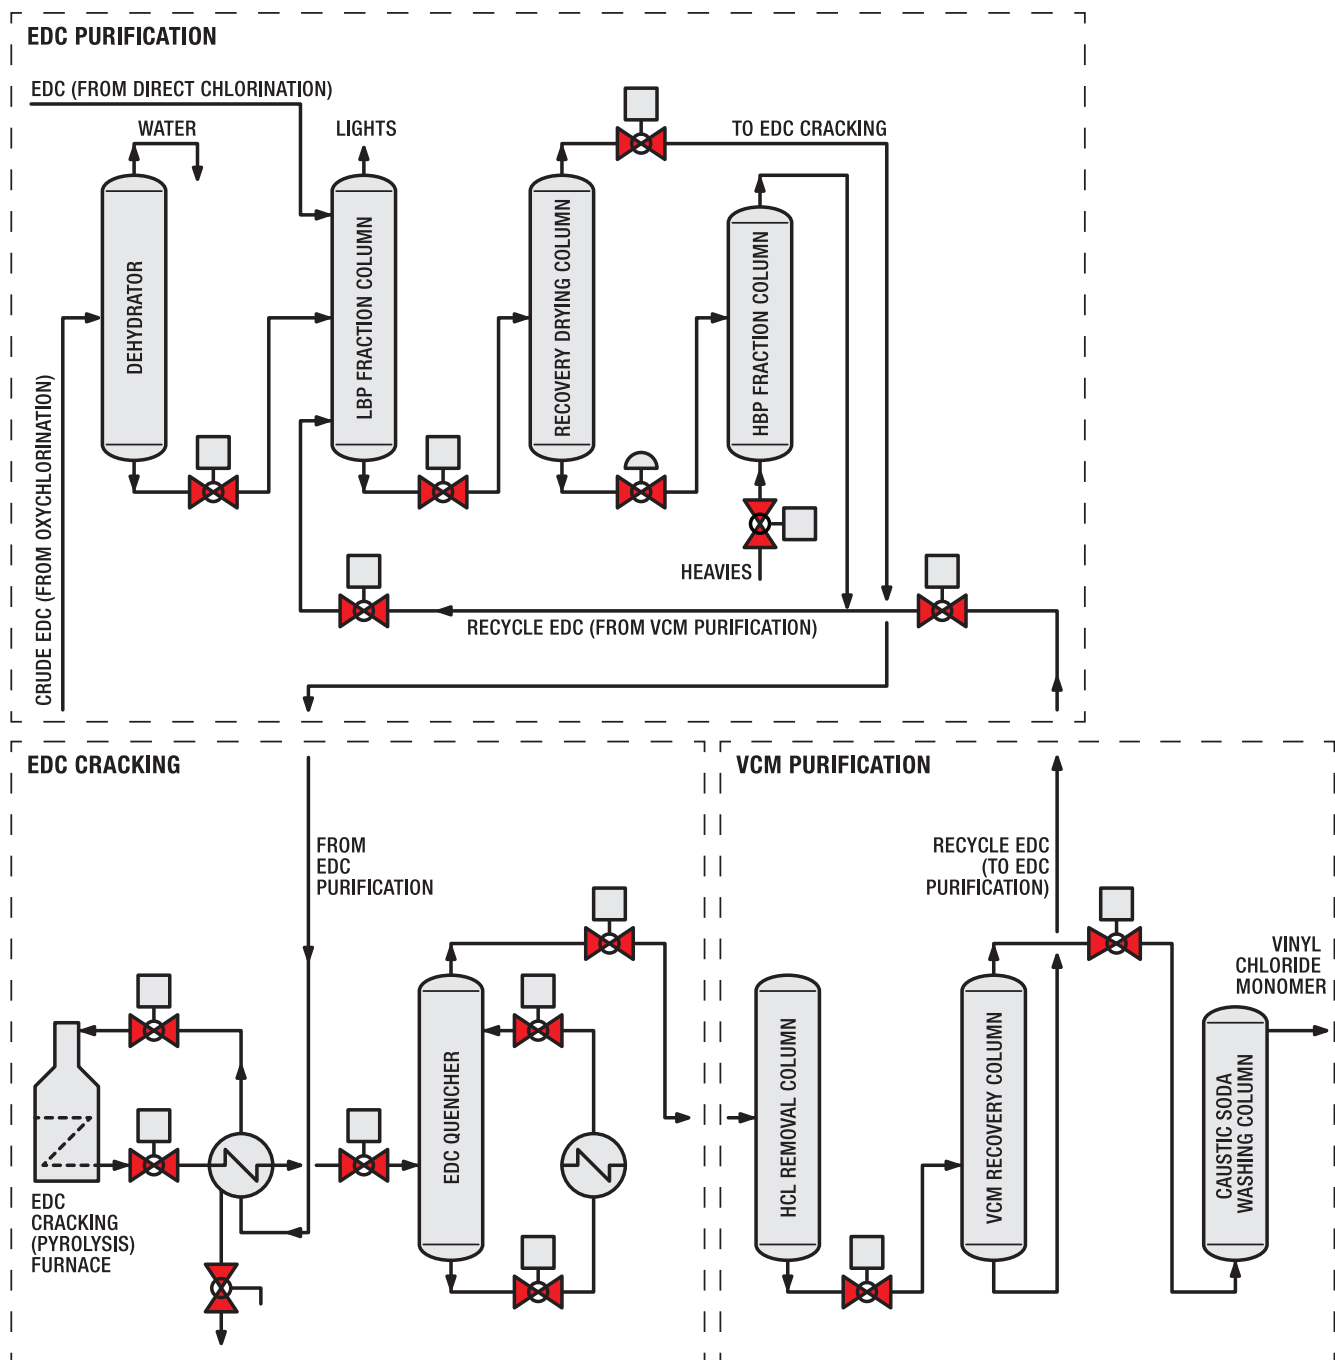 EDC PURIFICATION
EDC (FROM DIRECT CHLORINATION)
WATER
LIGHTS
TO EDC CRACKING
DEHYDRATOR
LBP FRACTION COLUMN
RECOVERY DRYING COLUMN
HBP FRACTION COLUMN
CRUDE EDC (FROM OXYCHLORINATION)
HEAVIES
RECYCLE EDC (FROM VCM PURIFICATION)
EDC CRACKING
FROM
EDC
PURIFICATION
EDC QUENCHER
EDC
CRACKING
(PYROLYSIS)
FURNACE
VCM PURIFICATION
RECYCLE EDC
(TO EDC
PURIFICATION)
VINYL
CHLORIDE
MONOMER
HCL REMOVAL COLUMN
VCM RECOVERY COLUMN
CAUSTIC SODA
WASHING COLUMN